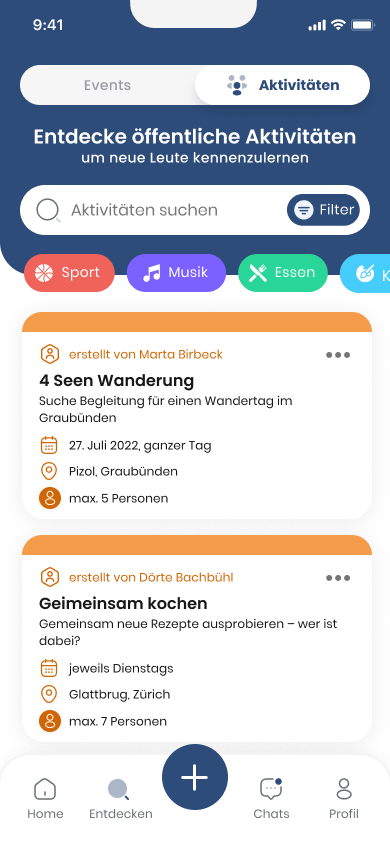 9:41
Events
Aktivitäten
Entdecke öffentliche Aktivitäten
um neue Leute kennenzulernen
Aktivitäten suchen
Filter
Sport
Musik
Essen
K
erstellt von Marta Birbeck
4 Seen Wanderung
Suche Begleitung für einen Wandertag im
Graubünden
27. Juli 2022, ganzer Tag
Pizol, Graubünden
max. 5 Personen
erstellt von Dörte Bachbühl
Geimeinsam kochen
Gemeinsam neue Rezepte ausprobieren – wer ist
dabei?
jeweils Dienstags
Glattbrug, Zürich
max. 7 Personen
Home
Entdecken
Chats
Profil